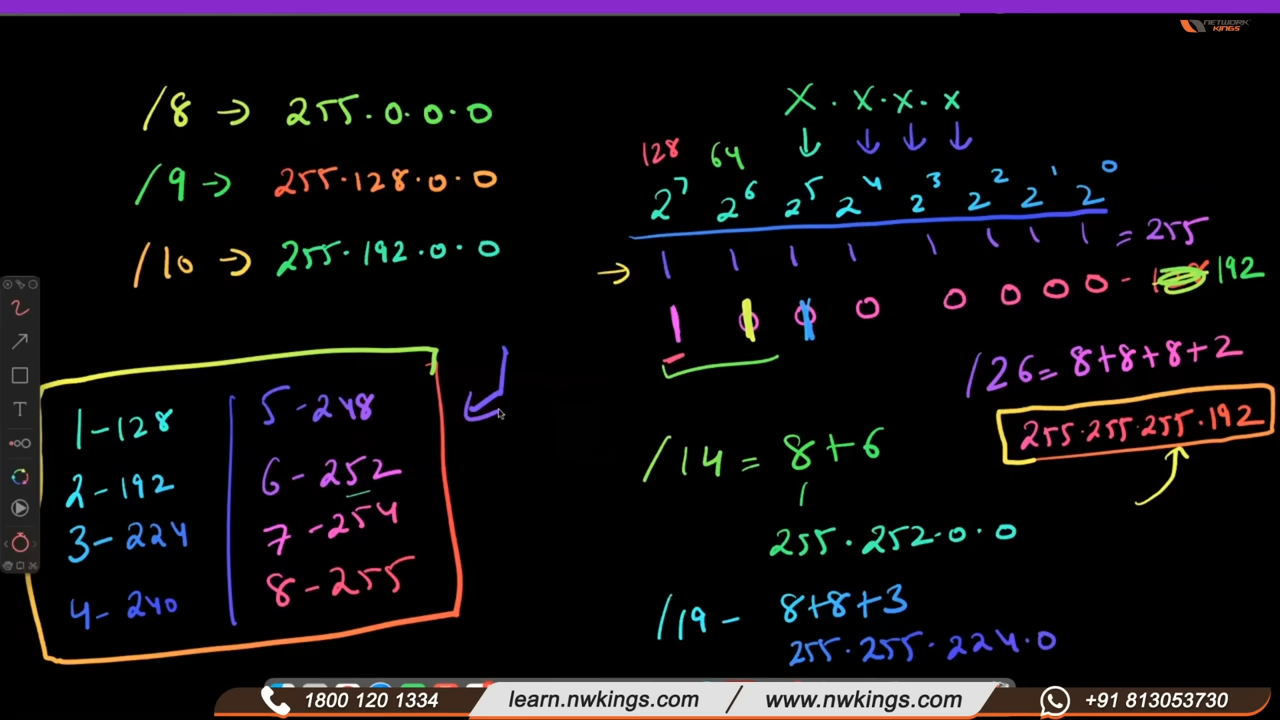 NETWORK
KINGS
/8 → 255.0.0.0
/9 → 255.128.0.0
/10 → 255.192.0.0
X.X.X.X
↓ ↓ ↓ ↓
128 64
2⁷ 2⁶ 2⁵ 2⁴ 2³ 2² 2¹ 2⁰
→ 1 1 1 1 1 1 1 1 = 255
1 0 0 0 0 0 0 - 192
/26 = 8+8+8+2
255.255.255.192
1-128
2-192
3-224
4-240
5-248
6-252
7-254
8-255
/14 = 8+6
255.252.0.0
/19 - 8+8+3
255.255.224.0
T
1800 120 1334
learn.nwkings.com
www.nwkings.com
+91 813053730